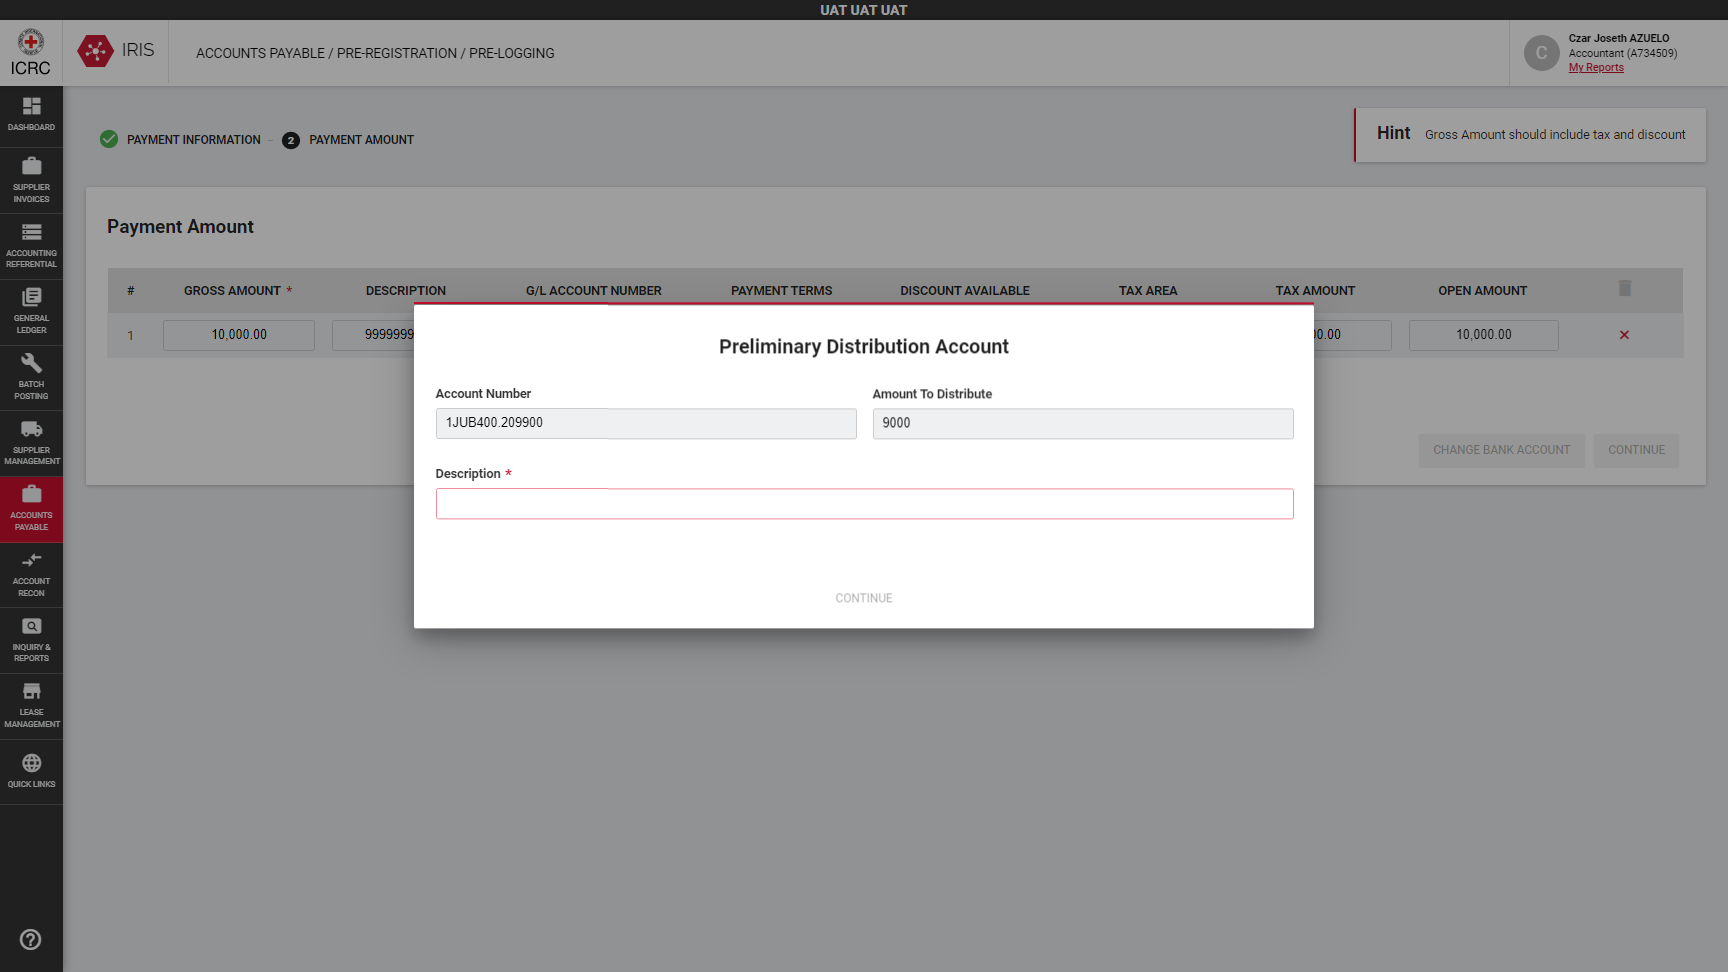 UAT UAT UAT
ICRC
IRIS
ACCOUNTS PAYABLE / PRE-REGISTRATION / PRE-LOGGING
C
Czar Joseth AZUELO
Accountant (A734509)
My Reports
DASHBOARD
SUPPLIER
INVOICES
ACCOUNTING
REFERENTIAL
GENERAL
LEDGER
BATCH
POSTING
SUPPLIER
MANAGEMENT
ACCOUNTS
PAYABLE
ACCOUNT
RECON
INQUIRY &
REPORTS
LEASE
MANAGEMENT
QUICK LINKS
PAYMENT INFORMATION - 2 PAYMENT AMOUNT
Hint Gross Amount should include tax and discount
Payment Amount
# GROSS AMOUNT * DESCRIPTION G/L ACCOUNT NUMBER PAYMENT TERMS DISCOUNT AVAILABLE TAX AREA TAX AMOUNT OPEN AMOUNT
1 10,000.00 9999999 0.00 10,000.00
CHANGE BANK ACCOUNT CONTINUE
Preliminary Distribution Account
Account Number Amount To Distribute
1JUB400.209900 9000
Description *
CONTINUE